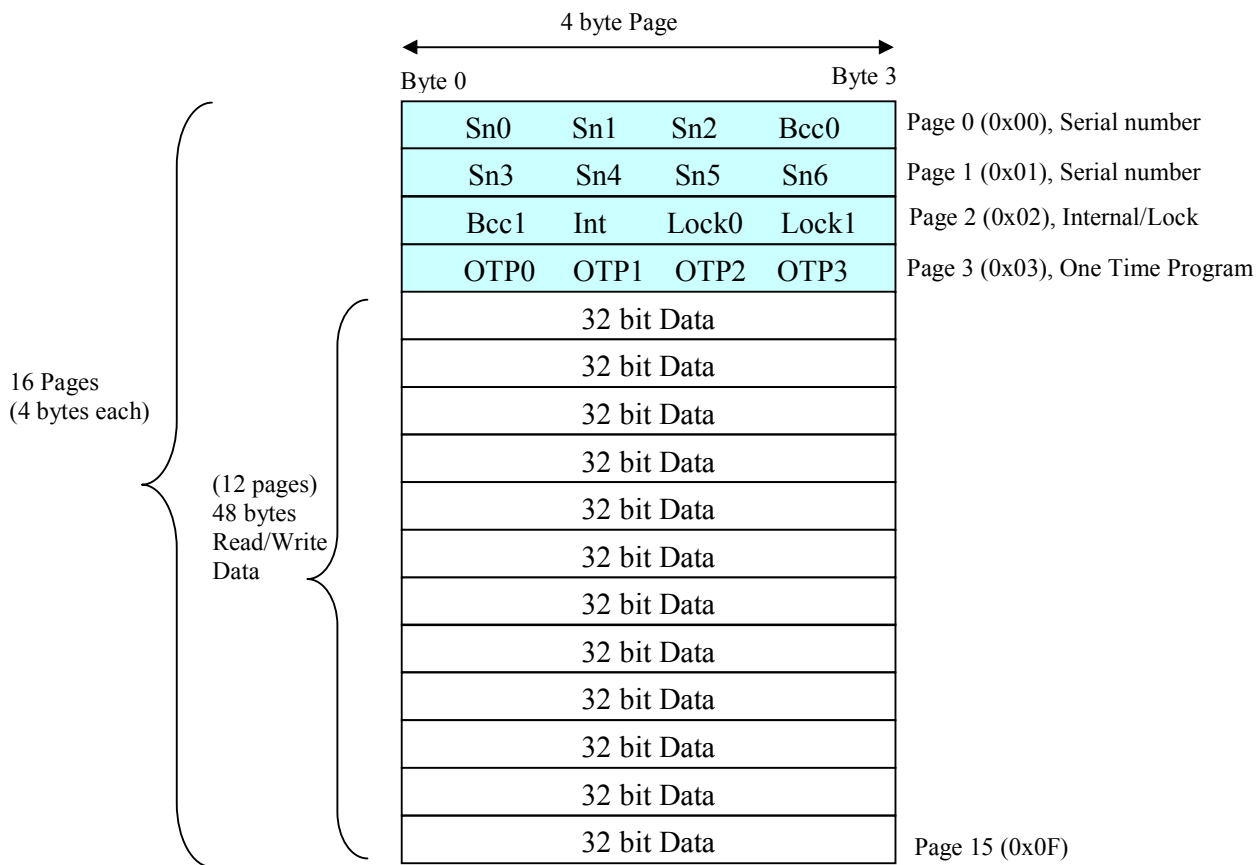 4 byte Page
Byte 0
Byte 3
Sn0 Sn1 Sn2 Bcc0
Page 0 (0x00), Serial number
Sn3 Sn4 Sn5 Sn6
Page 1 (0x01), Serial number
Bcc1 Int Lock0 Lock1
Page 2 (0x02), Internal/Lock
OTP0 OTP1 OTP2 OTP3
Page 3 (0x03), One Time Program
32 bit Data
32 bit Data
32 bit Data
32 bit Data
32 bit Data
32 bit Data
32 bit Data
32 bit Data
32 bit Data
32 bit Data
32 bit Data
32 bit Data
Page 15 (0x0F)
16 Pages
(4 bytes each)
(12 pages)
48 bytes
Read/Write
Data